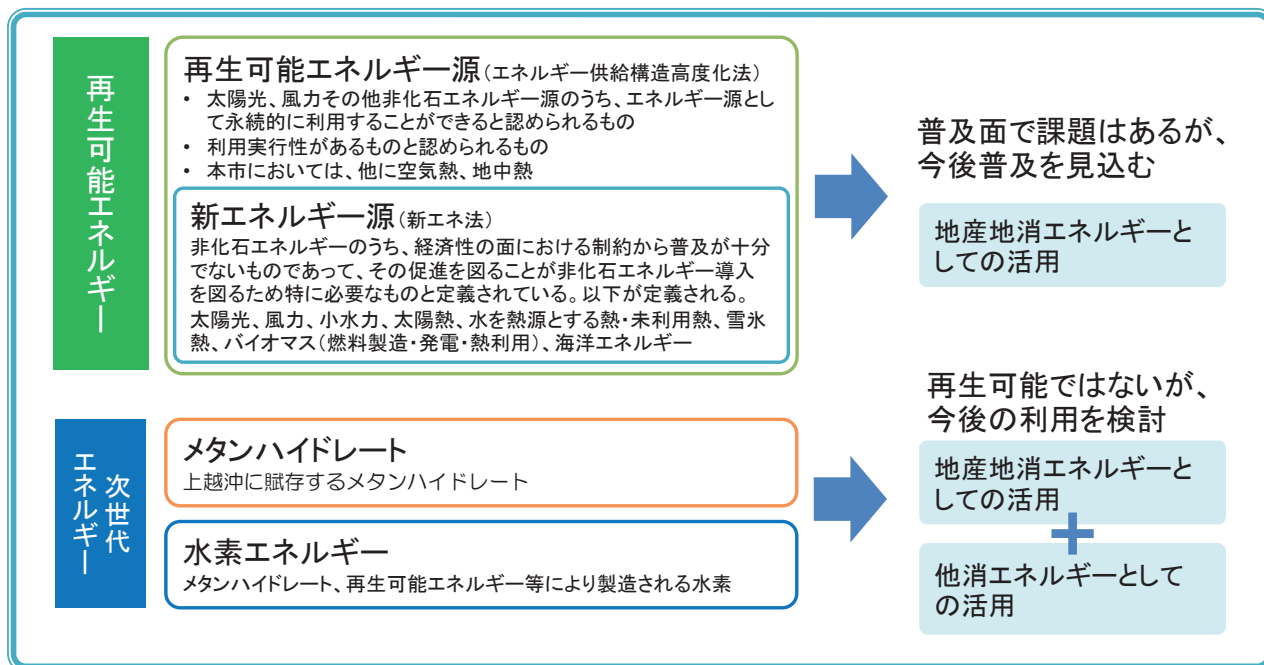 再生可能エネルギー
再生可能エネルギー源(エネルギー供給構造高度化法)
• 太陽光、風力その他非化石エネルギー源のうち、エネルギー源とし
て永続的に利用することができると認められるもの
• 利用実行性があるものと認められるもの
• 本市においては、他に空気熱、地中熱
新エネルギー源(新エネ法)
非化石エネルギーのうち、経済性の面における制約から普及が十分
でないものであって、その促進を図ることが非化石エネルギー導入
を図るため特に必要なものと定義されている。以下が定義される。
太陽光、風力、小水力、太陽熱、水を熱源とする熱・未利用熱、雪氷
熱、バイオマス(燃料製造・発電・熱利用)、海洋エネルギー
普及面で課題はあるが、
今後普及を見込む
地産地消エネルギーと
しての活用
次世代
エネルギー
メタンハイドレート
上越沖に賦存するメタンハイドレート
水素エネルギー
メタンハイドレート、再生可能エネルギー等により製造される水素
再生可能ではないが、
今後の利用を検討
地産地消エネルギーと
しての活用
+
他消エネルギーとして
の活用